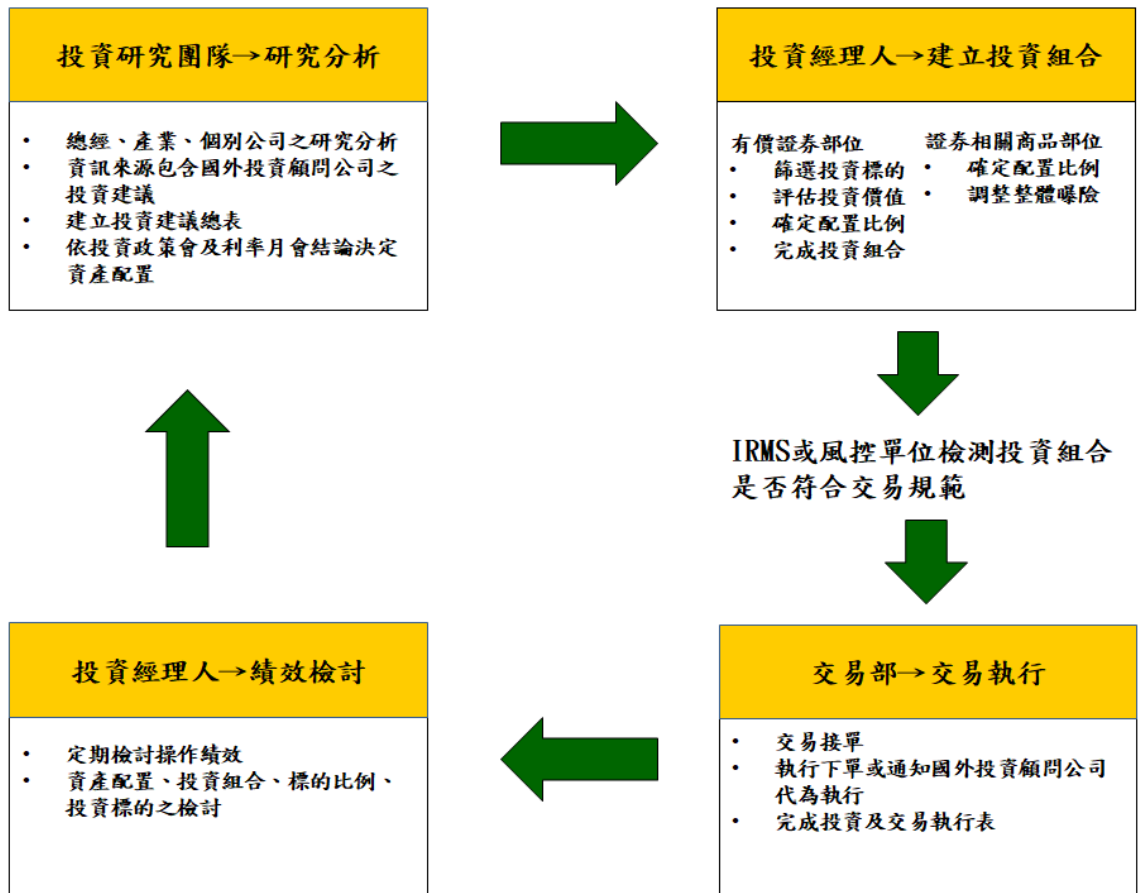 投資研究團隊→研究分析
• 總經、產業、個別公司之研究分析
• 資訊來源包含國外投資顧問公司之
投資建議
• 建立投資建議總表
• 依投資政策會及利率月會結論決定
資產配置
投資經理人→建立投資組合
有價證券部位
• 篩選投資標的
• 評估投資價值
• 確定配置比例
• 完成投資組合
證券相關商品部位
• 確定配置比例
• 調整整體曝險
IRMS或風控單位檢測投資組合
是否符合交易規範
交易部→交易執行
• 交易接單
• 執行下單或通知國外投資顧問公司
代為執行
• 完成投資及交易執行表
投資經理人→績效檢討
• 定期檢討操作績效
• 資產配置、投資組合、標的比例、
投資標的之檢討